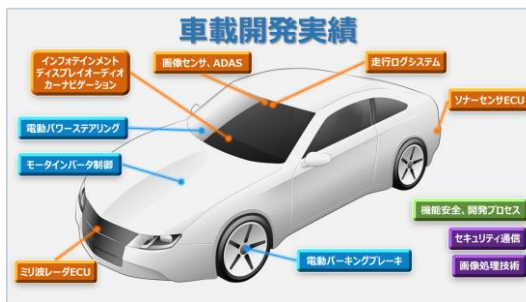 車載開発実績
インフォテインメント
ディスプレイオーディオ
カーナビゲーション
画像センサ、ADAS
走行ログシステム
ソナーセンサECU
電動パワーステアリング
モータインバータ制御
機能安全、開発プロセス
セキュリティ通信
画像処理技術
ミリ波レーダECU
電動パーキングブレーキ